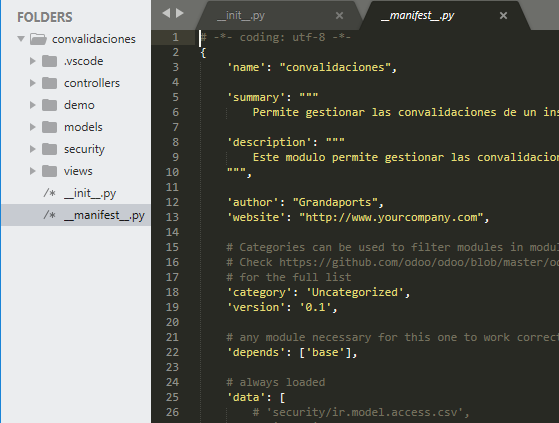 FOLDERS
convalidaciones
.vscode
controllers
demo
models
security
views
/* __init__.py
/* __manifest__.py
__init__.py ×
__manifest__.py ×
1 # -*- coding: utf-8 -*-
2 {
3 'name': "convalidaciones",
4
5 'summary': """
6 Permite gestionar las convalidaciones de un ins
7
8 'description': """
9 Este modulo permite gestionar las convalidacion
10 """,
11
12 'author': "Grandaports",
13 'website': "http://www.yourcompany.com",
14
15 # Categories can be used to filter modules in modul
16 # Check https://github.com/odoo/odoo/blob/master/od
17 # for the full list
18 'category': 'Uncategorized',
19 'version': '0.1',
20
21 # any module necessary for this one to work correct
22 'depends': ['base'],
23
24 # always loaded
25 'data': [
26 # 'security/ir.model.access.csv',